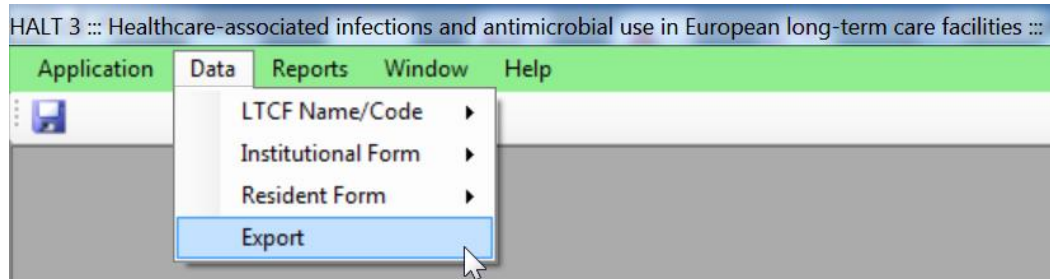 HALT 3 ::: Healthcare-associated infections and antimicrobial use in European long-term care facilities :::
Application Data Reports Window Help
LTCF Name/Code
Institutional Form
Resident Form
Export